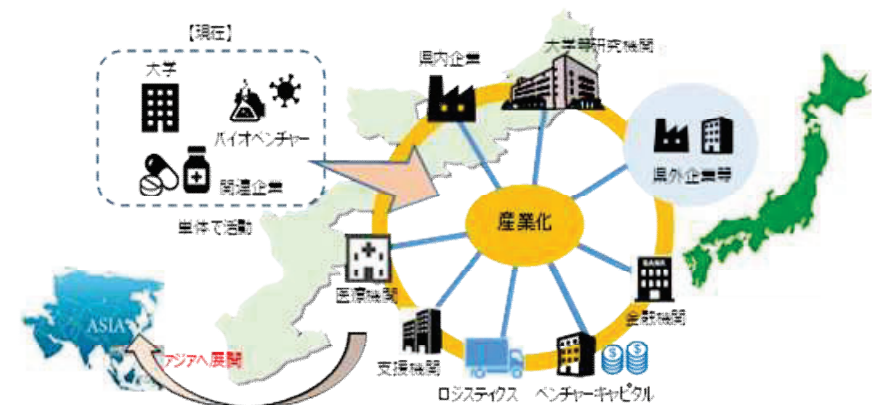 【現在】
大学
バイオベンチャー
関連企業
単体で活動
県内企業
大学等研究機関
県外企業等
産業化
医療機関
BANK
金融機関
支援機関
ロジスティクス
ベンチャーキャピタル
ASIA
アジアへ展開